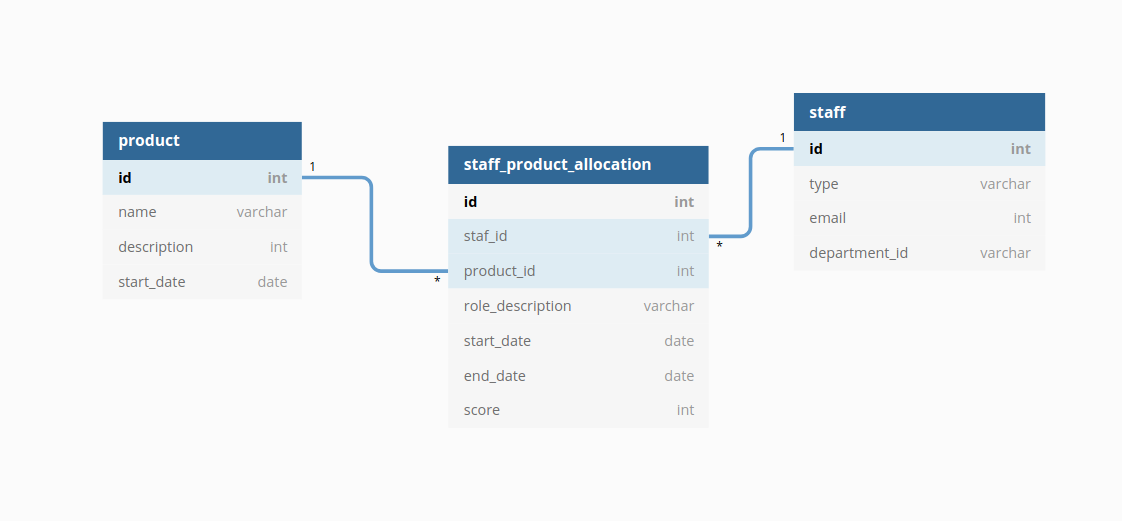 product
id int
name varchar
description int
start_date date
1
*
staff_product_allocation
id int
staf_id int
product_id int
role_description varchar
start_date date
end_date date
score int
*
1
staff
id int
type varchar
email int
department_id varchar